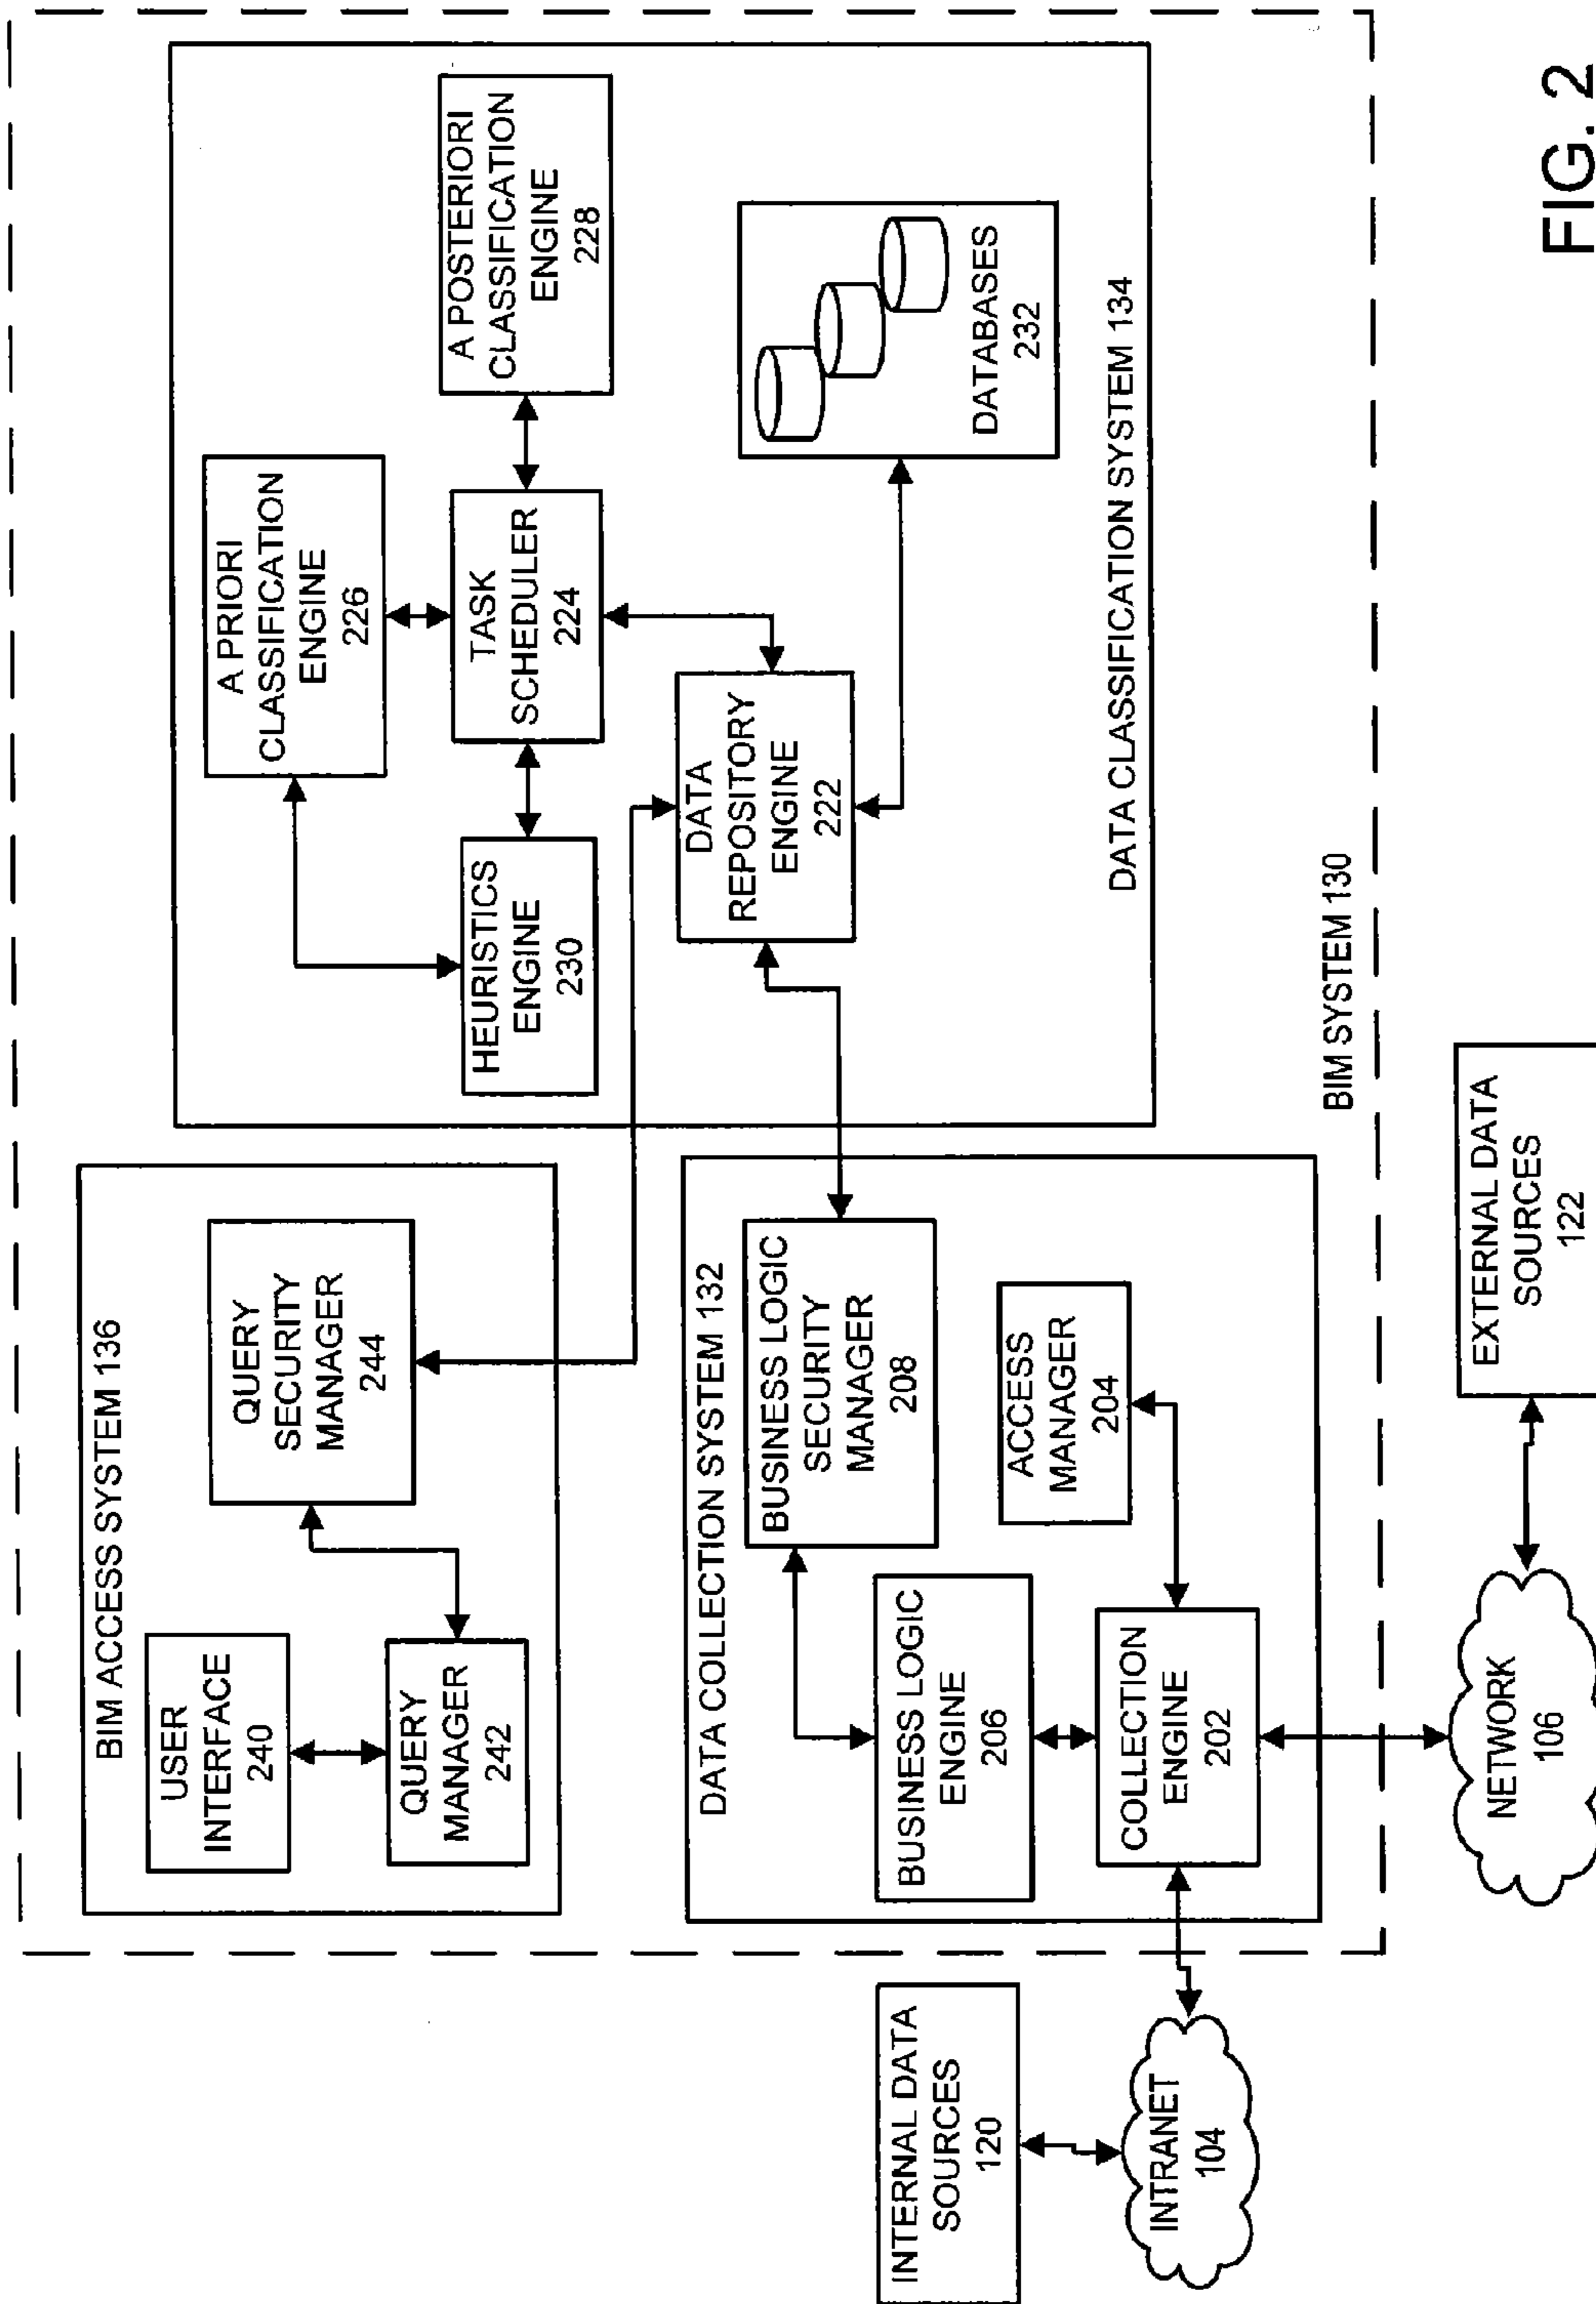 BIM ACCESS SYSTEM 136
USER
INTERFACE
240
QUERY
MANAGER
242
QUERY
SECURITY
MANAGER
244
A PRIORI
CLASSIFICATION
ENGINE
226
HEURISTICS
ENGINE
230
TASK
SCHEDULER
224
A POSTERIORI
CLASSIFICATION
ENGINE
228
DATA
REPOSITORY
ENGINE
222
DATABASES
232
DATA CLASSIFICATION SYSTEM 134
DATA COLLECTION SYSTEM 132
BUSINESS LOGIC
SECURITY
MANAGER
208
BUSINESS LOGIC
ENGINE
206
ACCESS
MANAGER
204
COLLECTION
ENGINE
202
BIM SYSTEM 130
INTERNAL DATA
SOURCES
120
INTRANET
104
NETWORK
106
EXTERNAL DATA
SOURCES
122
FIG. 2